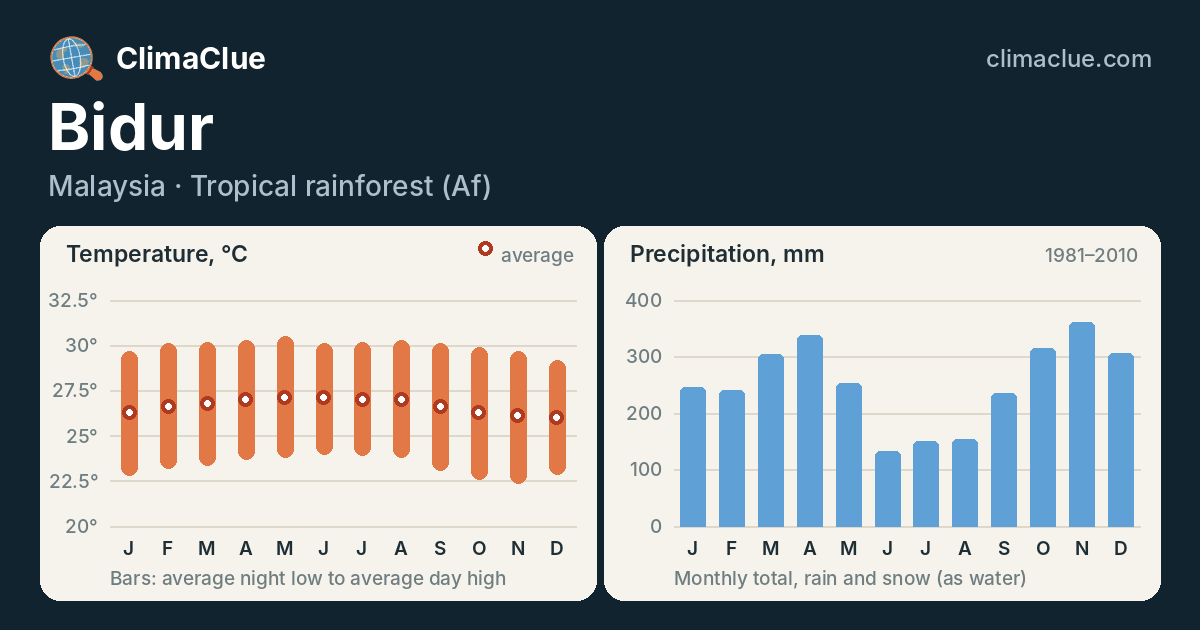 ClimaClue
climaclue.com
Bidur
Malaysia · Tropical rainforest (Af)
Temperature, °C
average
32.5°
30°
27.5°
25°
22.5°
20°
J F M A M J J A S O N D
Bars: average night low to average day high
Precipitation, mm
1981–2010
400
300
200
100
0
J F M A M J J A S O N D
Monthly total, rain and snow (as water)